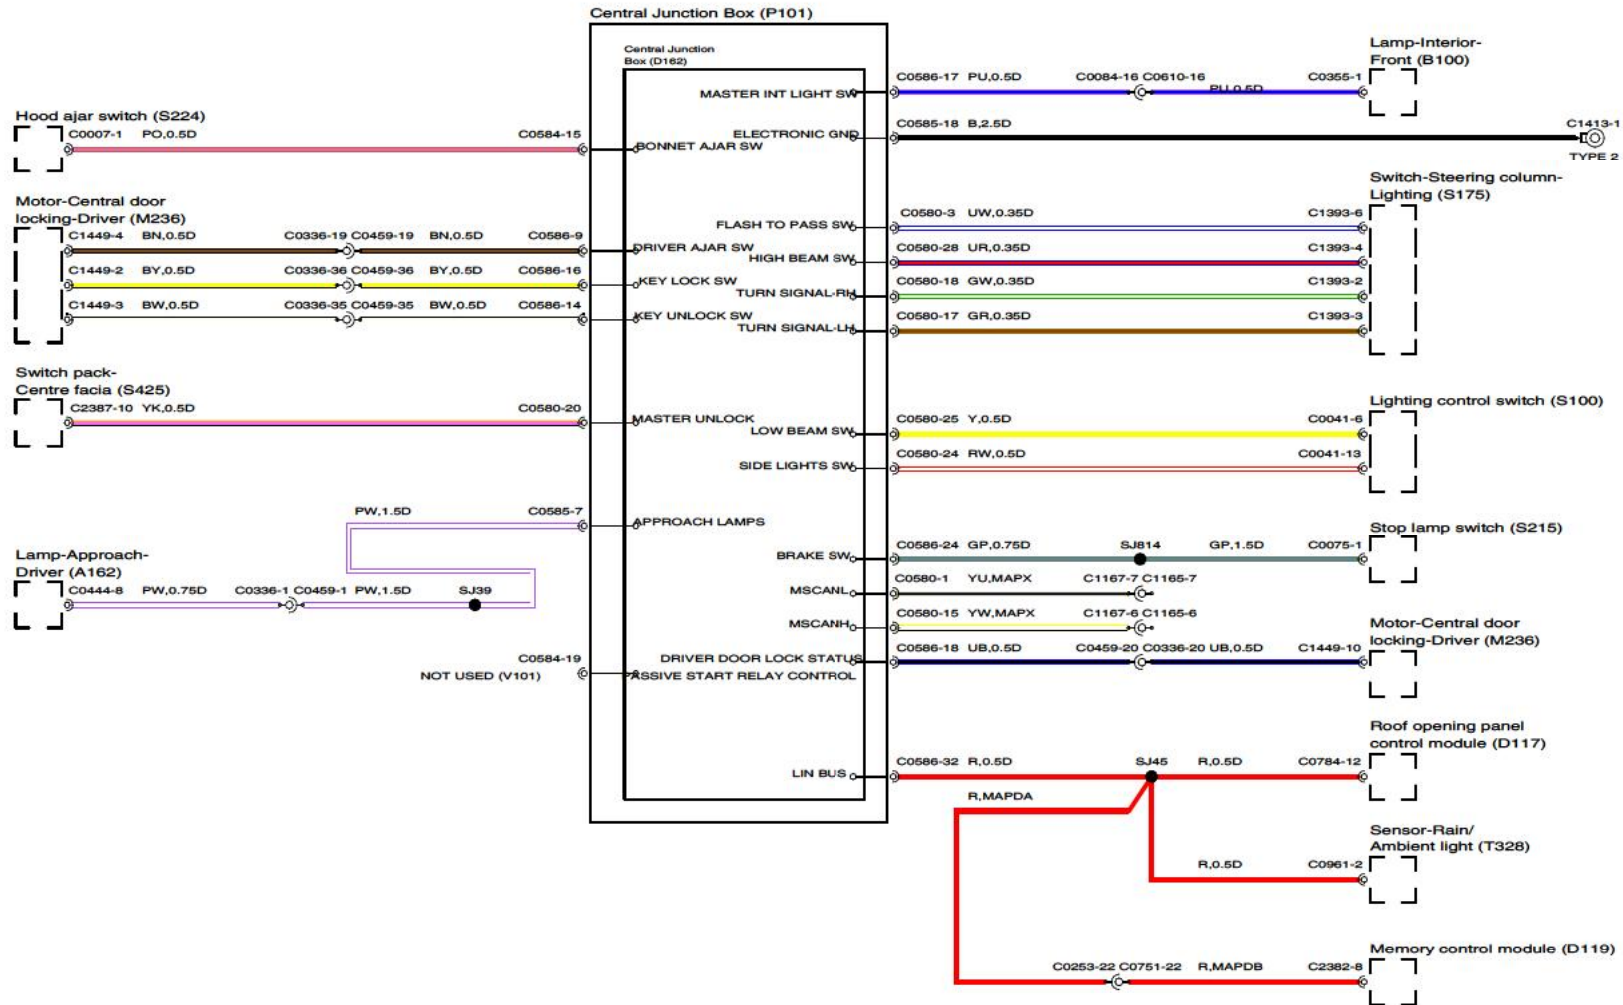 Central Junction Box (P101)
Central Junction
Box (D162)
Hood ajar switch (S224)
C0007-1 PO,0.5D C0584-15
BONNET AJAR SW
Motor-Central door
locking-Driver (M236)
C1449-4 BN,0.5D C0336-19 C0459-19 BN,0.5D C0586-9
DRIVER AJAR SW
C1449-2 BY,0.5D C0336-36 C0459-36 BY,0.5D C0586-16
KEY LOCK SW
C1449-3 BW,0.5D C0336-35 C0459-35 BW,0.5D C0586-14
KEY UNLOCK SW
Switch pack-
Centre facia (S425)
C2387-10 YK,0.5D C0580-20
MASTER UNLOCK
PW,1.5D C0585-7
APPROACH LAMPS
Lamp-Approach-
Driver (A162)
C0444-8 PW,0.75D C0336-1 C0459-1 PW,1.5D SJ39
C0584-19
NOT USED (V101)
PASSIVE START RELAY CONTROL
MASTER INT LIGHT SW
C0586-17 PU,0.5D C0084-16 C0610-16 PU,0.5D C0355-1
Lamp-Interior-
Front (B100)
ELECTRONIC GND
C0585-18 B,2.5D C1413-1
TYPE 2
Switch-Steering column-
Lighting (S175)
FLASH TO PASS SW
C0580-3 UW,0.35D C1393-6
HIGH BEAM SW
C0580-28 UR,0.35D C1393-4
TURN SIGNAL-RH
C0580-18 GW,0.35D C1393-2
TURN SIGNAL-LH
C0580-17 GR,0.35D C1393-3
Lighting control switch (S100)
LOW BEAM SW
C0580-25 Y,0.5D C0041-6
SIDE LIGHTS SW
C0580-24 RW,0.5D C0041-13
Stop lamp switch (S215)
BRAKE SW
C0586-24 GP,0.75D SJ814 GP,1.5D C0075-1
MSCANL
C0580-1 YU,MAPX C1167-7 C1165-7
MSCANH
C0580-15 YW,MAPX C1167-6 C1165-6
Motor-Central door
locking-Driver (M236)
DRIVER DOOR LOCK STATUS
C0586-18 UB,0.5D C0459-20 C0336-20 UB,0.5D C1449-10
Roof opening panel
control module (D117)
LIN BUS
C0586-32 R,0.5D SJ45 R,0.5D C0784-12
R,MAPDA
Sensor-Rain/
Ambient light (T328)
R,0.5D C0961-2
Memory control module (D119)
C0253-22 C0751-22 R,MAPDB C2382-8